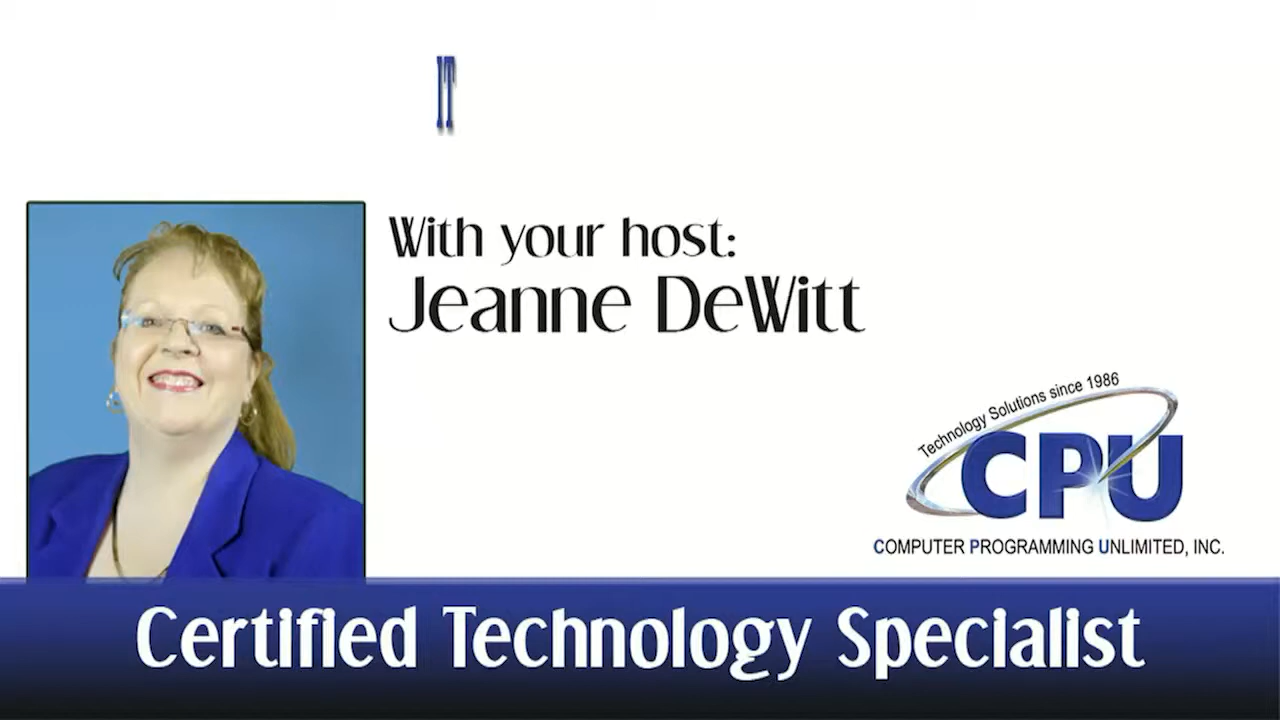 IT
With your host:
Jeanne DeWitt
Technology Solutions since 1986
CPU
COMPUTER PROGRAMMING UNLIMITED, INC.
Certified Technology Specialist